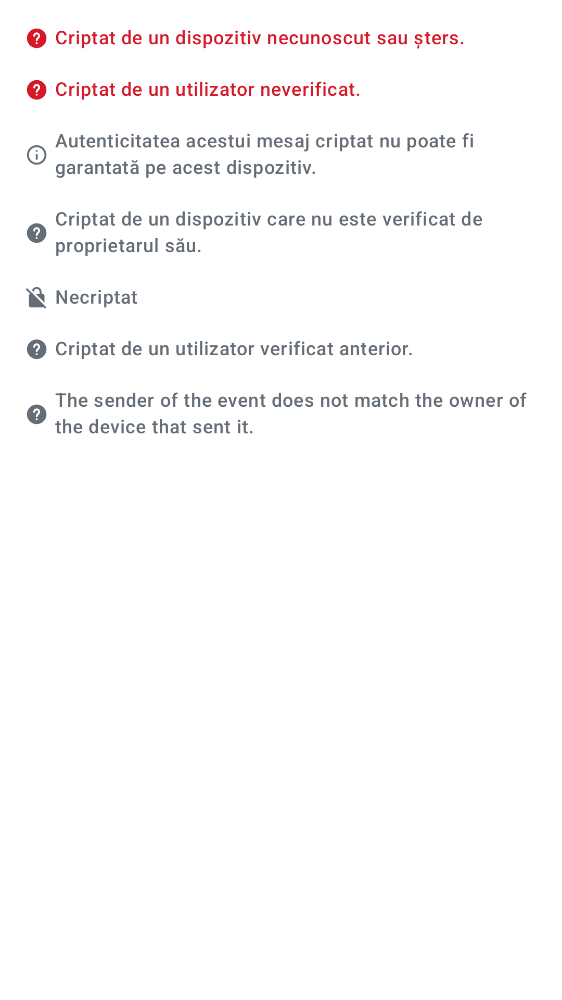 Criptat de un dispozitiv necunoscut sau șters.
Criptat de un utilizator neverificat.
Autenticitatea acestui mesaj criptat nu poate fi
garantată pe acest dispozitiv.
Criptat de un dispozitiv care nu este verificat de
proprietarul său.
Necriptat
Criptat de un utilizator verificat anterior.
The sender of the event does not match the owner of
the device that sent it.